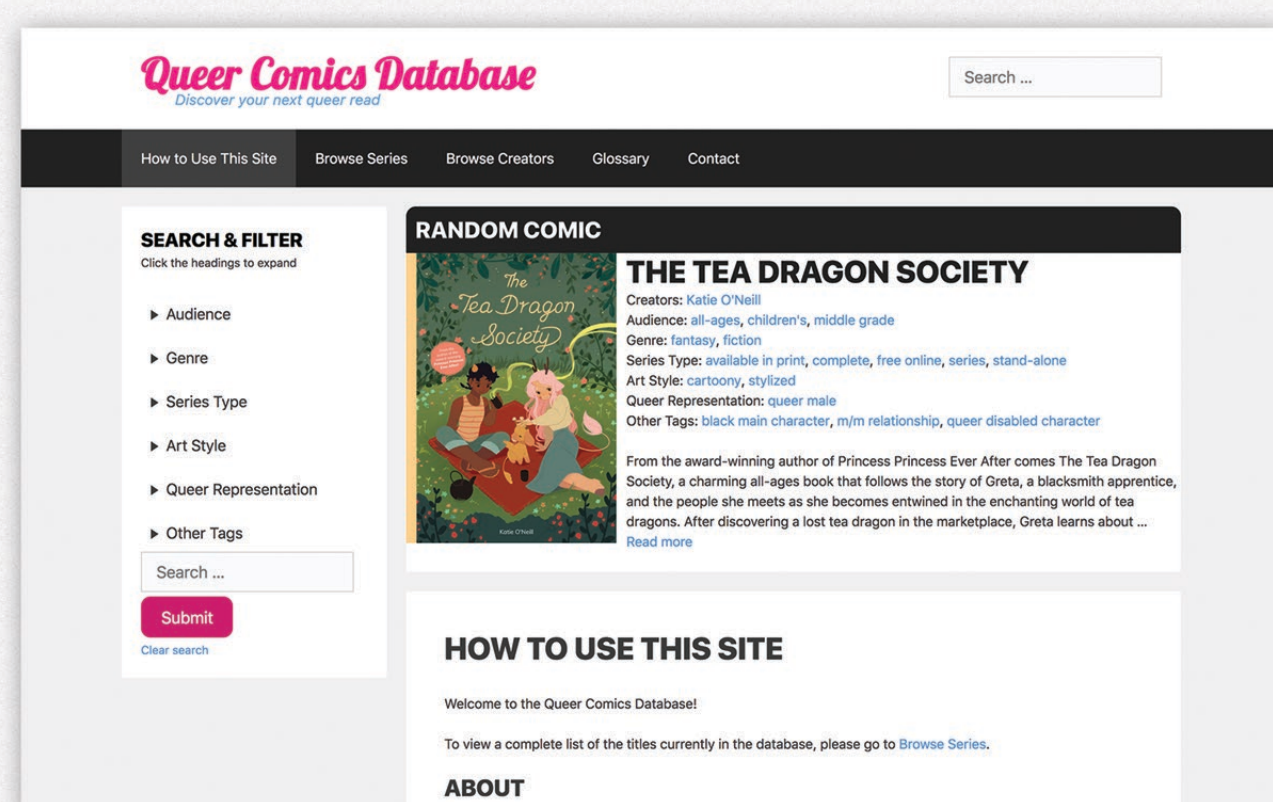 Queer Comics Database
Discover your next queer read
Search ...
How to Use This Site
Browse Series
Browse Creators
Glossary
Contact
SEARCH & FILTER
Click the headings to expand
Audience
Genre
Series Type
Art Style
Queer Representation
Other Tags
Search ...
Submit
Clear search
RANDOM COMIC
The
Tea Dragon
Society
Katie O'Neill
THE TEA DRAGON SOCIETY
Creators: Katie O'Neill
Audience: all-ages, children's, middle grade
Genre: fantasy, fiction
Series Type: available in print, complete, free online, series, stand-alone
Art Style: cartoony, stylized
Queer Representation: queer male
Other Tags: black main character, m/m relationship, queer disabled character
From the award-winning author of Princess Princess Ever After comes The Tea Dragon
Society, a charming all-ages book that follows the story of Greta, a blacksmith apprentice,
and the people she meets as she becomes entwined in the enchanting world of tea
dragons. After discovering a lost tea dragon in the marketplace, Greta learns about ...
Read more
HOW TO USE THIS SITE
Welcome to the Queer Comics Database!
To view a complete list of the titles currently in the database, please go to Browse Series.
ABOUT